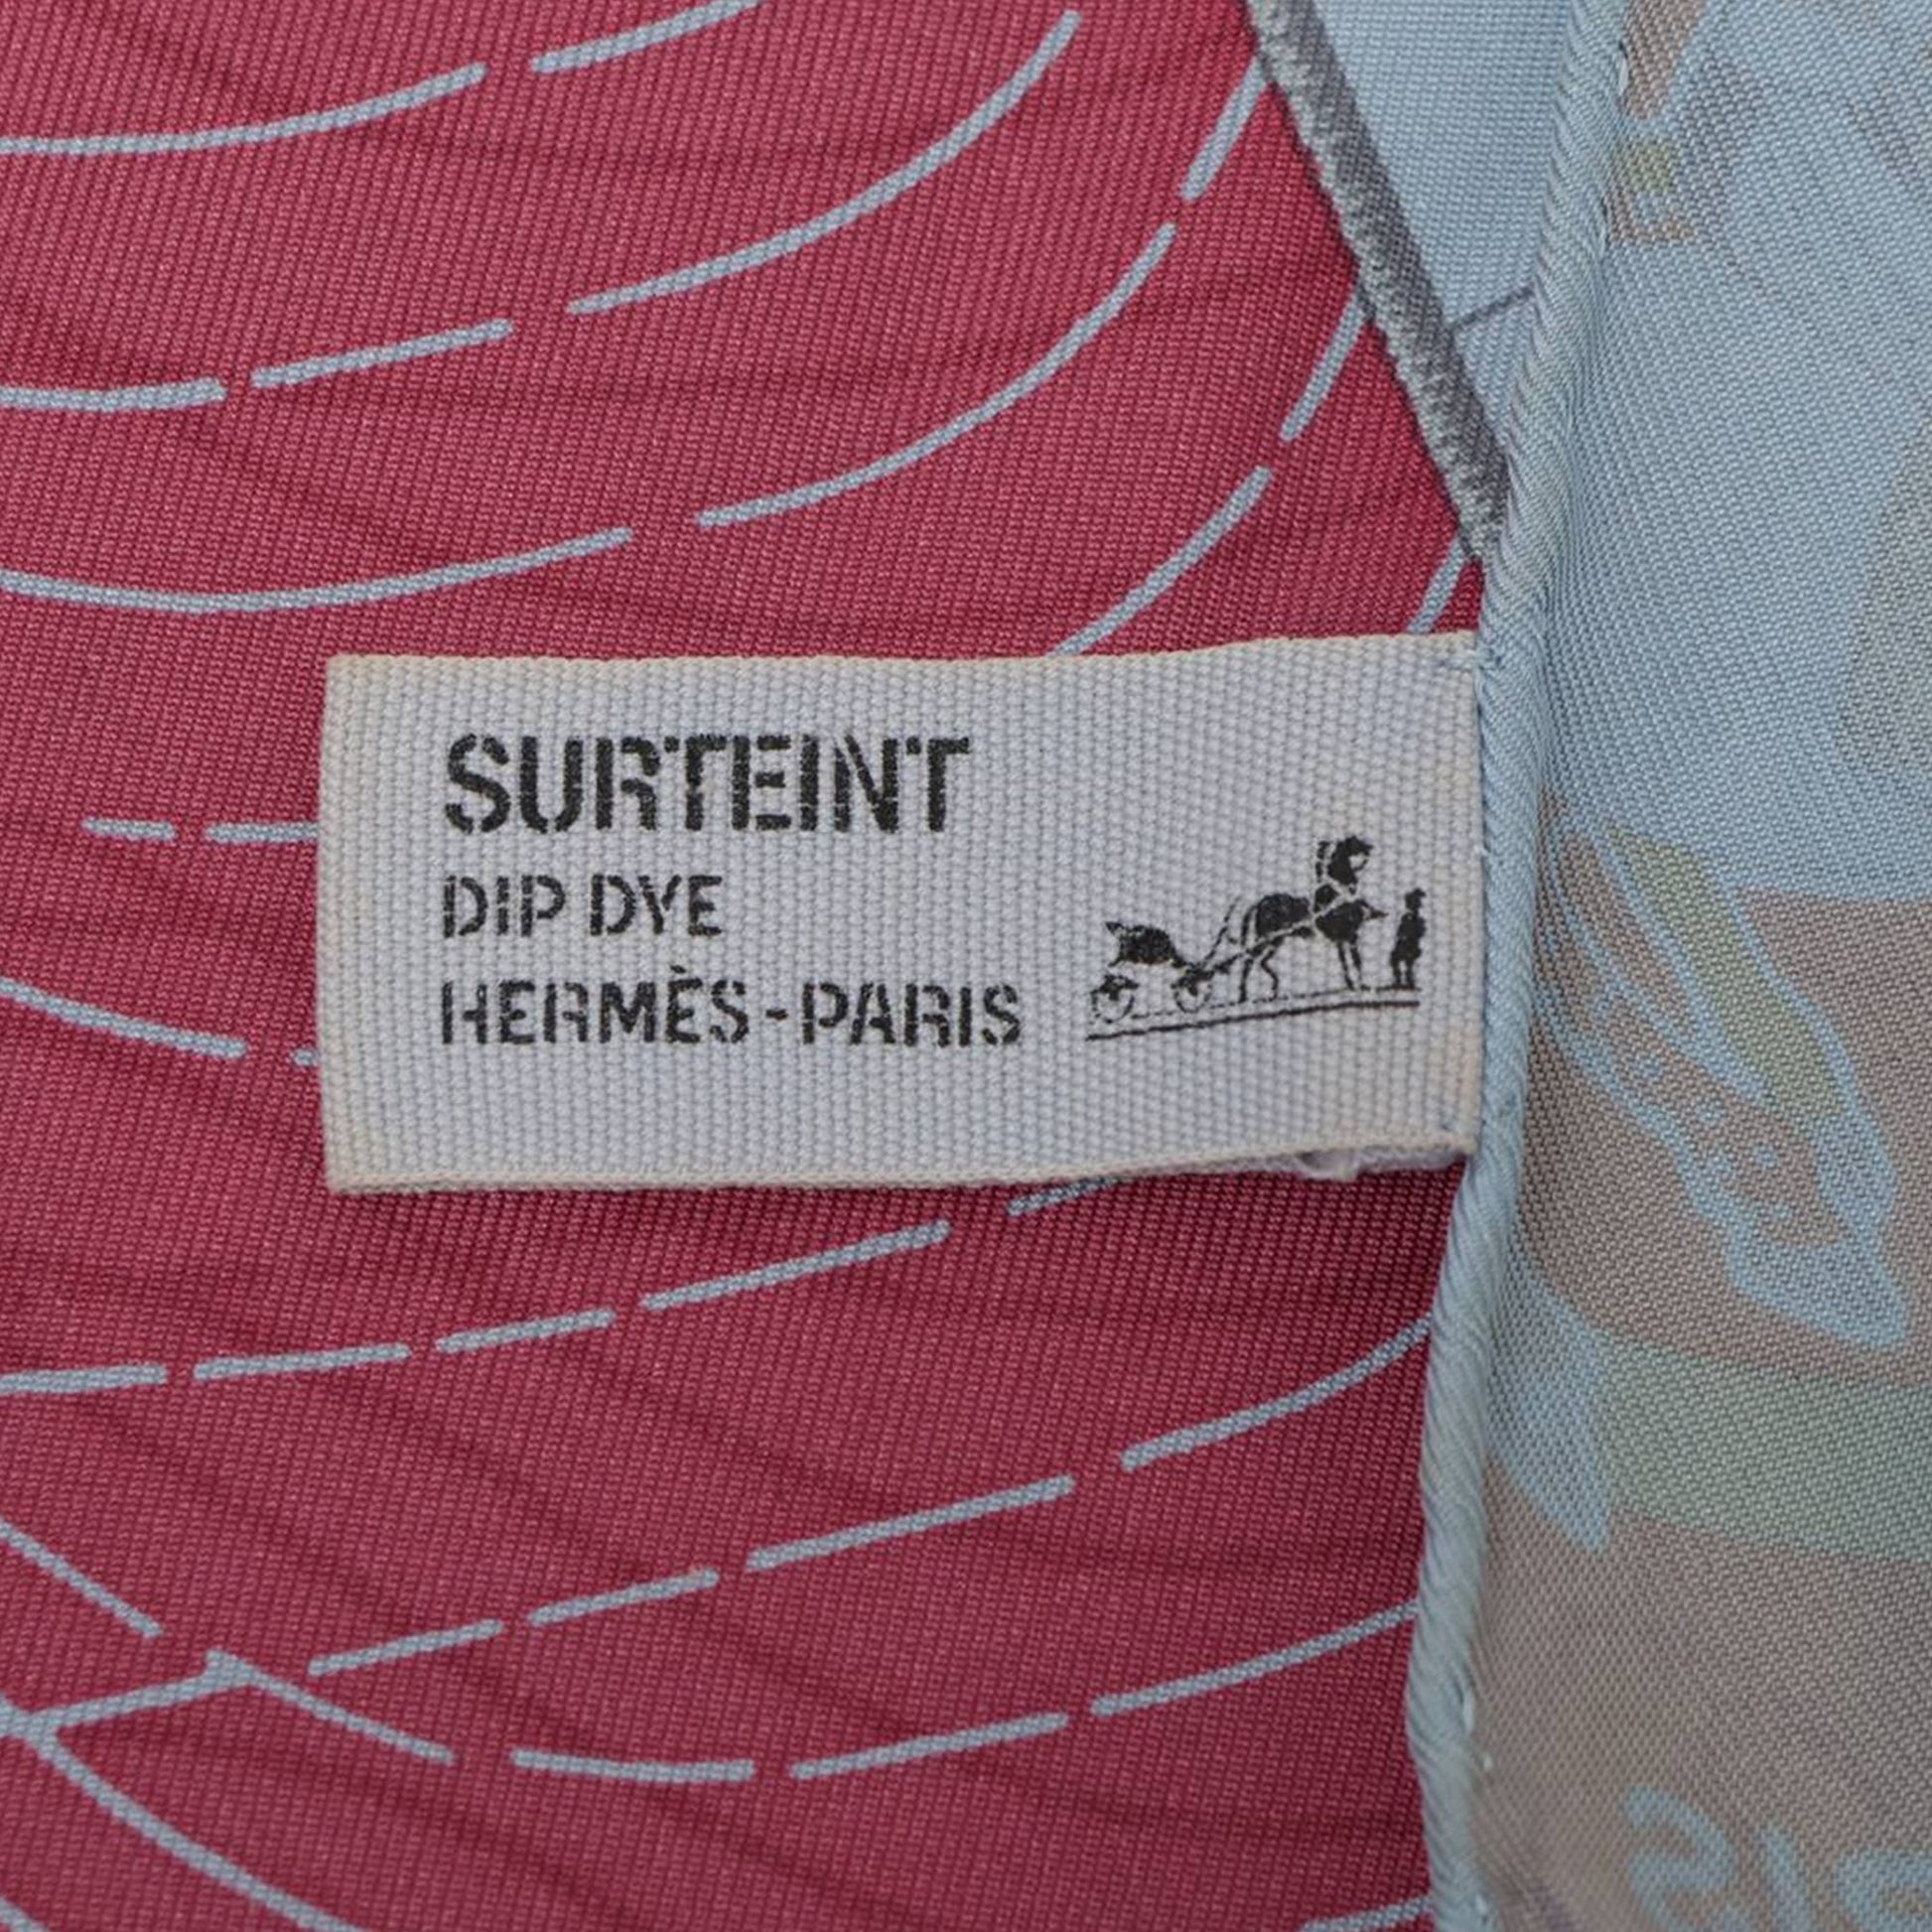 SURTEINT
DIP DYE
HERMÈS-PARIS